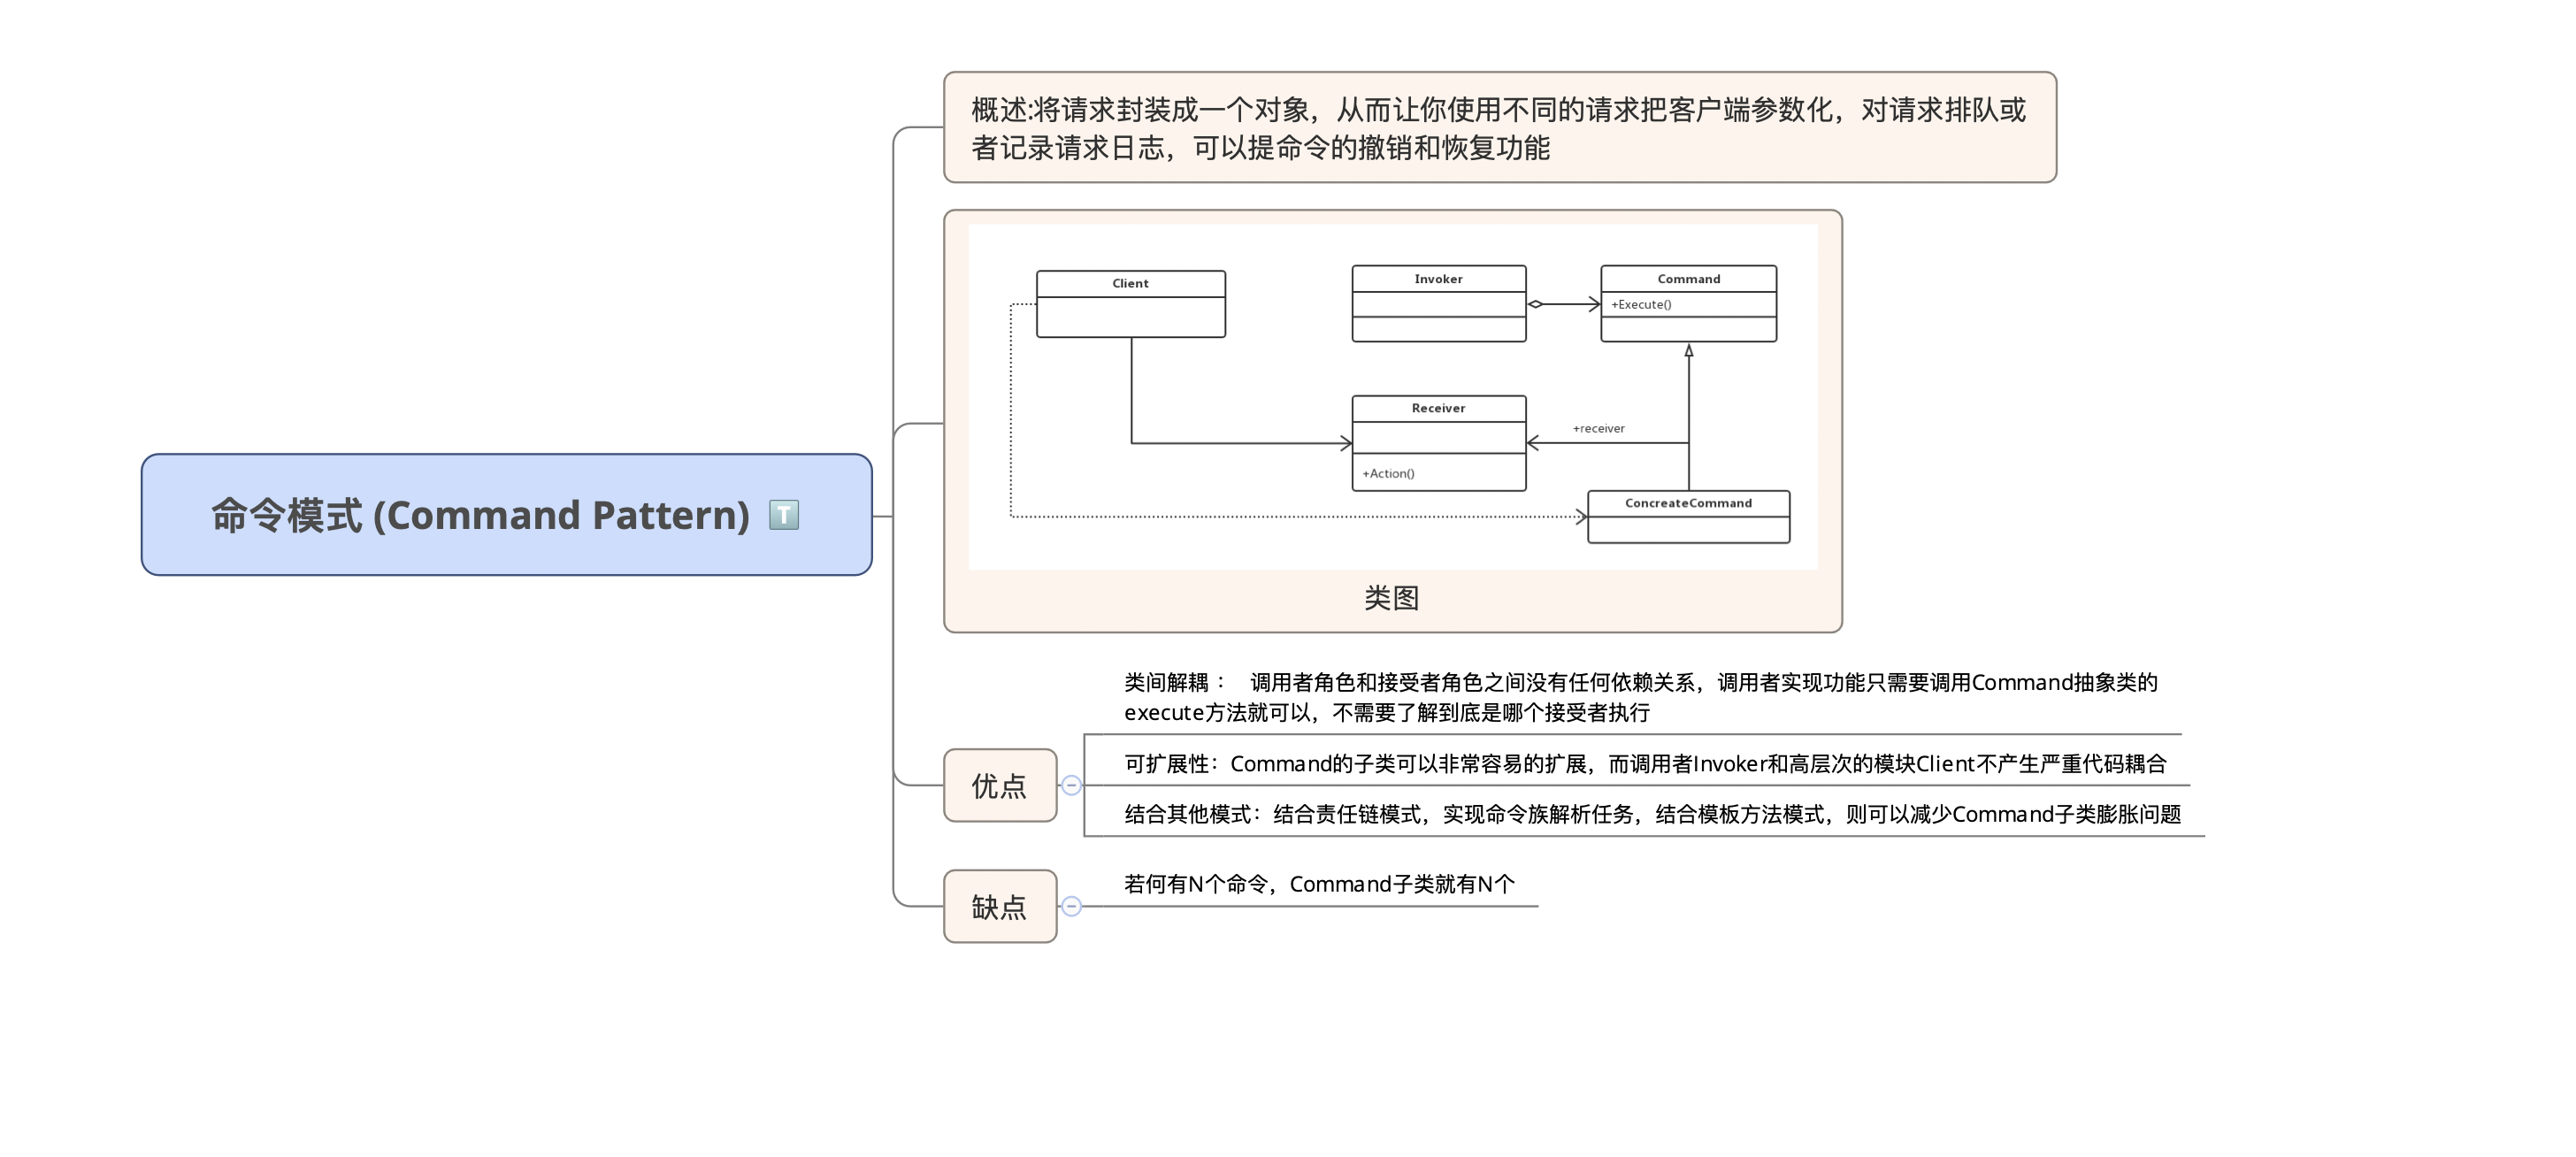 命令模式 (Command Pattern)
T
概述:将请求封装成一个对象，从而让你使用不同的请求把客户端参数化，对请求排队或
者记录请求日志，可以提命令的撤销和恢复功能
Client
Invoker
Command
+Execute()
Receiver
+Action()
+receiver
ConcreateCommand
类图
优点
类间解耦： 调用者角色和接受者角色之间没有任何依赖关系，调用者实现功能只需要调用Command抽象类的
execute方法就可以，不需要了解到底是哪个接受者执行
可扩展性：Command的子类可以非常容易的扩展，而调用者Invoker和高层次的模块Client不产生严重代码耦合
结合其他模式：结合责任链模式，实现命令族解析任务，结合模板方法模式，则可以减少Command子类膨胀问题
缺点
若何有N个命令，Command子类就有N个